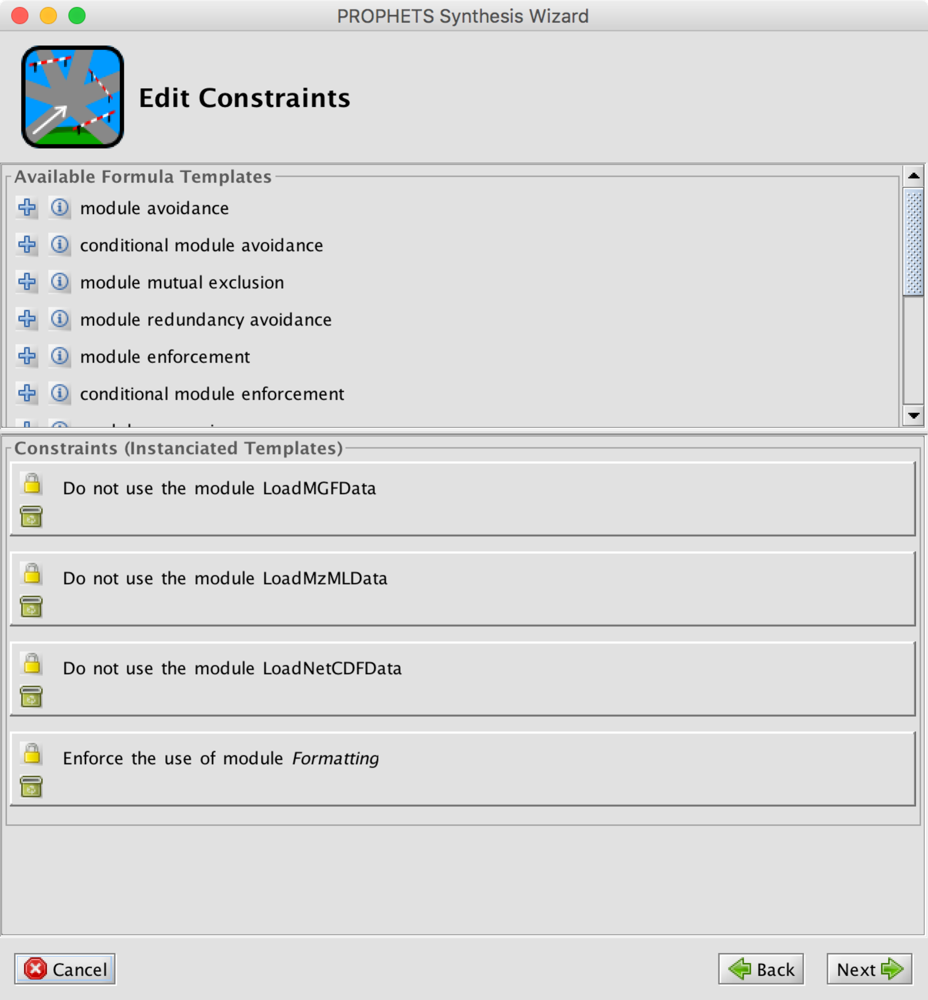 PROPHETS Synthesis Wizard
Edit Constraints
Available Formula Templates
module avoidance
conditional module avoidance
module mutual exclusion
module redundancy avoidance
module enforcement
conditional module enforcement
Constraints (Instanciated Templates)
Do not use the module LoadMGFData
Do not use the module LoadMzMLData
Do not use the module LoadNetCDFData
Enforce the use of module Formatting
Cancel
Back
Next